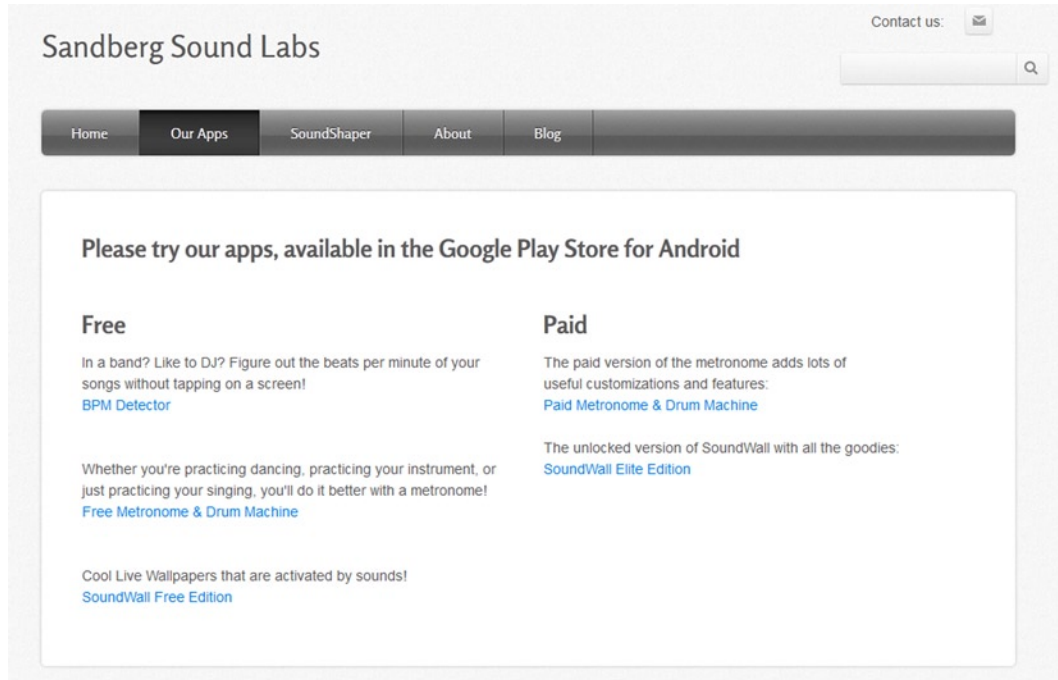 Contact us:
Sandberg Sound Labs
Home
Our Apps
SoundShaper
About
Blog
Please try our apps, available in the Google Play Store for Android
Free
In a band? Like to DJ? Figure out the beats per minute of your
songs without tapping on a screen!
BPM Detector
Whether you're practicing dancing, practicing your instrument, or
just practicing your singing, you'll do it better with a metronome!
Free Metronome & Drum Machine
Cool Live Wallpapers that are activated by sounds!
SoundWall Free Edition
Paid
The paid version of the metronome adds lots of
useful customizations and features:
Paid Metronome & Drum Machine
The unlocked version of SoundWall with all the goodies:
SoundWall Elite Edition